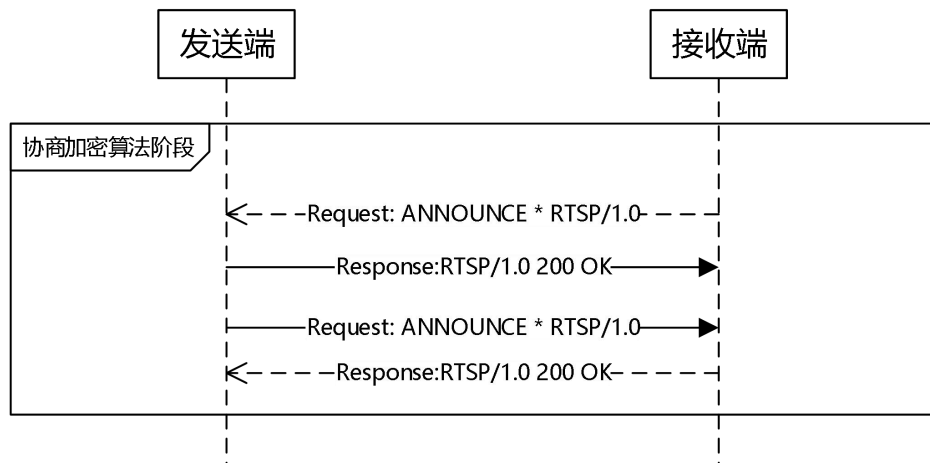 发送端
接收端
协商加密算法阶段
Request: ANNOUNCE * RTSP/1.0
Response:RTSP/1.0 200 OK
Request: ANNOUNCE * RTSP/1.0
Response:RTSP/1.0 200 OK